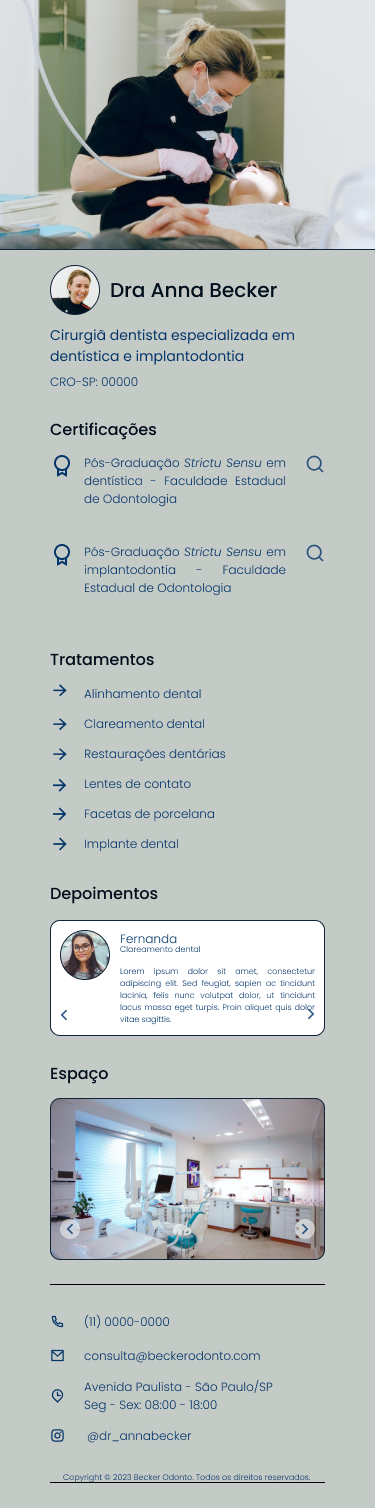 Dra Anna Becker
Cirurgiã dentista especializada em
dentística e implantodontia
CRO-SP: 00000
Certificações
Pós-Graduação Strictu Sensu em
dentística - Faculdade Estadual
de Odontologia
Pós-Graduação Strictu Sensu em
implantodontia - Faculdade
Estadual de Odontologia
Tratamentos
Alinhamento dental
Clareamento dental
Restaurações dentárias
Lentes de contato
Facetas de porcelana
Implante dental
Depoimentos
Fernanda
Clareamento dental
Lorem ipsum dolor sit amet, consectetur
adipiscing elit. Sed feugiat, sapien ac tincidunt
lacinia, felis nunc volutpat dolor, ut tincidunt
lacus massa eget turpis. Proin aliquet quis dolor
vitae sagittis.
Espaço
(11) 0000-0000
consulta@beckerodonto.com
Avenida Paulista - São Paulo/SP
Seg - Sex: 08:00 - 18:00
@dr_annabecker
Copyright © 2023 Becker Odonto. Todos os direitos reservados.